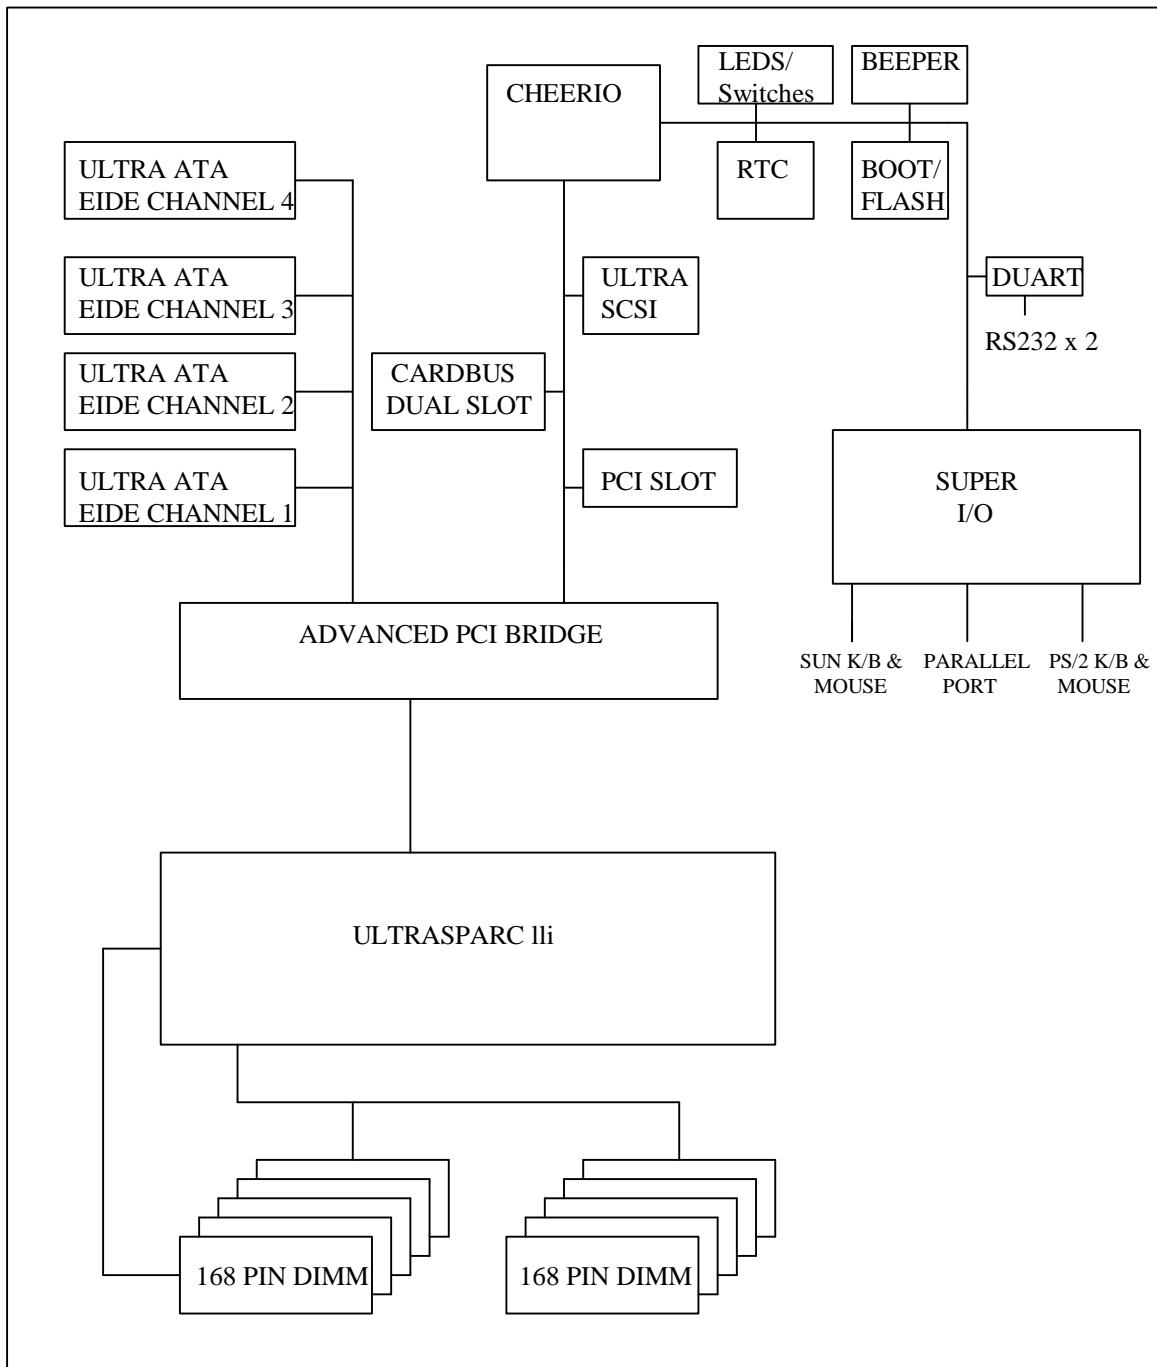 CHEERIO
LEDS/
Switches
BEEPER
RTC
BOOT/
FLASH
ULTRA ATA
EIDE CHANNEL 4
ULTRA ATA
EIDE CHANNEL 3
ULTRA
SCSI
DUART
RS232 x 2
ULTRA ATA
EIDE CHANNEL 2
CARDBUS
DUAL SLOT
ULTRA ATA
EIDE CHANNEL 1
PCI SLOT
SUPER
I/O
ADVANCED PCI BRIDGE
SUN K/B &
MOUSE
PARALLEL
PORT
PS/2 K/B &
MOUSE
ULTRASPARC lli
168 PIN DIMM
168 PIN DIMM